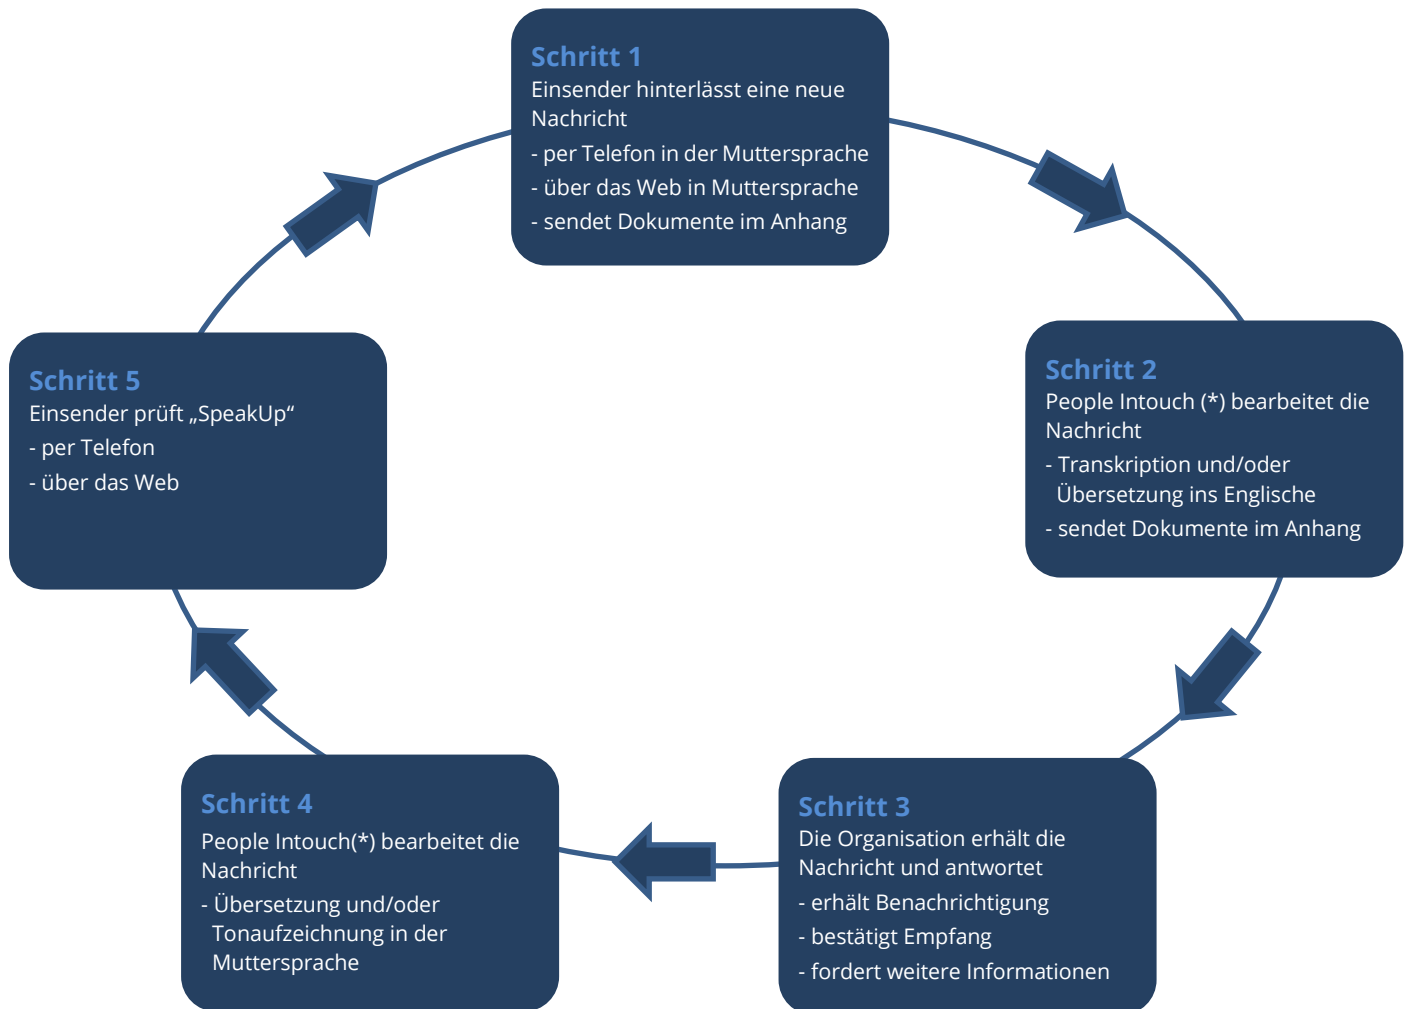 Schritt 1
Einsender hinterlässt eine neue
Nachricht
- per Telefon in der Muttersprache
- über das Web in Muttersprache
- sendet Dokumente im Anhang
Schritt 2
People Intouch (*) bearbeitet die
Nachricht
- Transkription und/oder
Übersetzung ins Englische
- sendet Dokumente im Anhang
Schritt 3
Die Organisation erhält die
Nachricht und antwortet
- erhält Benachrichtigung
- bestätigt Empfang
- fordert weitere Informationen
Schritt 4
People Intouch(*) bearbeitet die
Nachricht
- Übersetzung und/oder
Tonaufzeichnung in der
Muttersprache
Schritt 5
Einsender prüft „SpeakUp“
- per Telefon
- über das Web